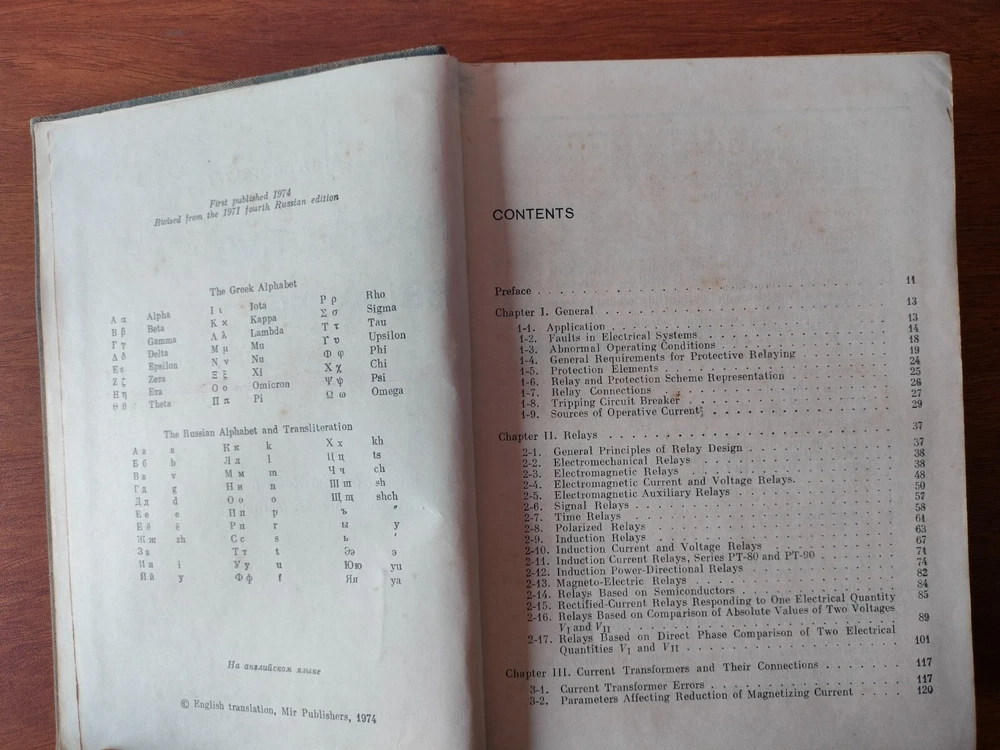 First published 1974
Rivised from the 1971 fourth Russian edition
The Greek Alphabet
Α α Alpha Ι ι Iota Ρ ρ Rho
Β β Beta Κ κ Kappa Σ σ Sigma
Γ γ Gamma Λ λ Lambda Τ τ Tau
Δ δ Delta Μ μ Mu ϒ υ Upsilon
Ε ε Epsilon Ν ν Nu Φ φ Phi
Ζ ζ Zera Ξ ξ Xi Χ χ Chi
Η η Era Ο ο Omicron Ψ ψ Psi
Θ θ Theta Π π Pi Ω ω Omega
The Russian Alphabet and Transliteration
А а a К к k Х х kh
Б б b Л л l Ц ц ts
В в v М м m Ч ч ch
Г д g Н н n Ш ш sh
Д д d О о o Щ щ shch
Е е e П п p ъ ″
Ё ё ë Р п r ы y
Ж ж zh С с s ь ′
З а Т т t Э э э
И и i У у u Ю ю yu
Й й y Ф ф f Я я ya
На английском языке
© English translation, Mir Publishers, 1974
CONTENTS
Preface 11
Chapter I. General 13
1-1. Application 13
1-2. Faults in Electrical Systems 14
1-3. Abnormal Operating Conditions 18
1-4. General Requirements for Protective Relaying 19
1-5. Protection Elements 24
1-6. Relay and Protection Scheme Representation 25
1-7. Relay Connections 26
1-8. Tripping Circuit Breaker 27
1-9. Sources of Operative Current 29
Chapter II. Relays 37
2-1. General Principles of Relay Design 37
2-2. Electromechanical Relays 38
2-3. Electromagnetic Relays 38
2-4. Electromagnetic Current and Voltage Relays. 48
2-5. Electromagnetic Auxiliary Relays 50
2-6. Signal Relays 57
2-7. Time Relays 58
2-8. Polarized Relays 61
2-9. Induction Relays 63
2-10. Induction Current and Voltage Relays 67
2-11. Induction Current Relays, Series PT-80 and PT-90 71
2-12. Induction Power-Directional Relays 74
2-13. Magneto-Electric Relays 82
2-14. Relays Based on Semiconductors 84
2-15. Rectified-Current Relays Responding to One Electrical Quantity 85
2-16. Relays Based on Comparison of Absolute Values of Two Voltages
V_I and V_II 89
2-17. Relays Based on Direct Phase Comparison of Two Electrical
Quantities V_I and V_II 101
Chapter III. Current Transformers and Their Connections 117
3-1. Current Transformer Errors 117
3-2. Parameters Affecting Reduction of Magnetizing Current 120